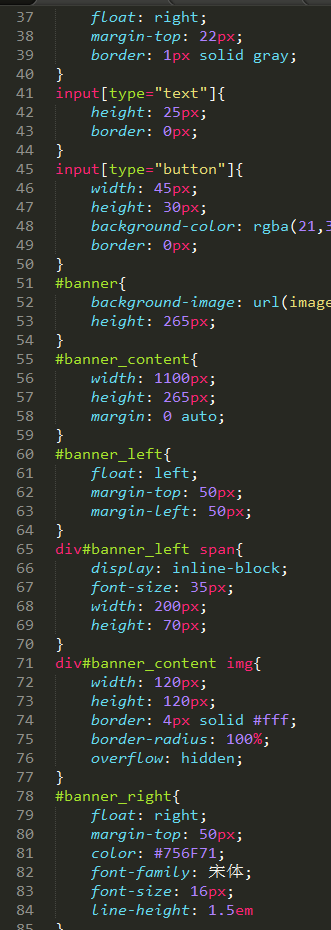 37 float: right;
38 margin-top: 22px;
39 border: 1px solid gray;
40 }
41 input[type="text"]{
42 height: 25px;
43 border: 0px;
44 }
45 input[type="button"]{
46 width: 45px;
47 height: 30px;
48 background-color: rgba(21,3
49 border: 0px;
50 }
51 #banner{
52 background-image: url(image
53 height: 265px;
54 }
55 #banner_content{
56 width: 1100px;
57 height: 265px;
58 margin: 0 auto;
59 }
60 #banner_left{
61 float: left;
62 margin-top: 50px;
63 margin-left: 50px;
64 }
65 div#banner_left span{
66 display: inline-block;
67 font-size: 35px;
68 width: 200px;
69 height: 70px;
70 }
71 div#banner_content img{
72 width: 120px;
73 height: 120px;
74 border: 4px solid #fff;
75 border-radius: 100%;
76 overflow: hidden;
77 }
78 #banner_right{
79 float: right;
80 margin-top: 50px;
81 color: #756F71;
82 font-family: 宋体;
83 font-size: 16px;
84 line-height: 1.5em
85 }